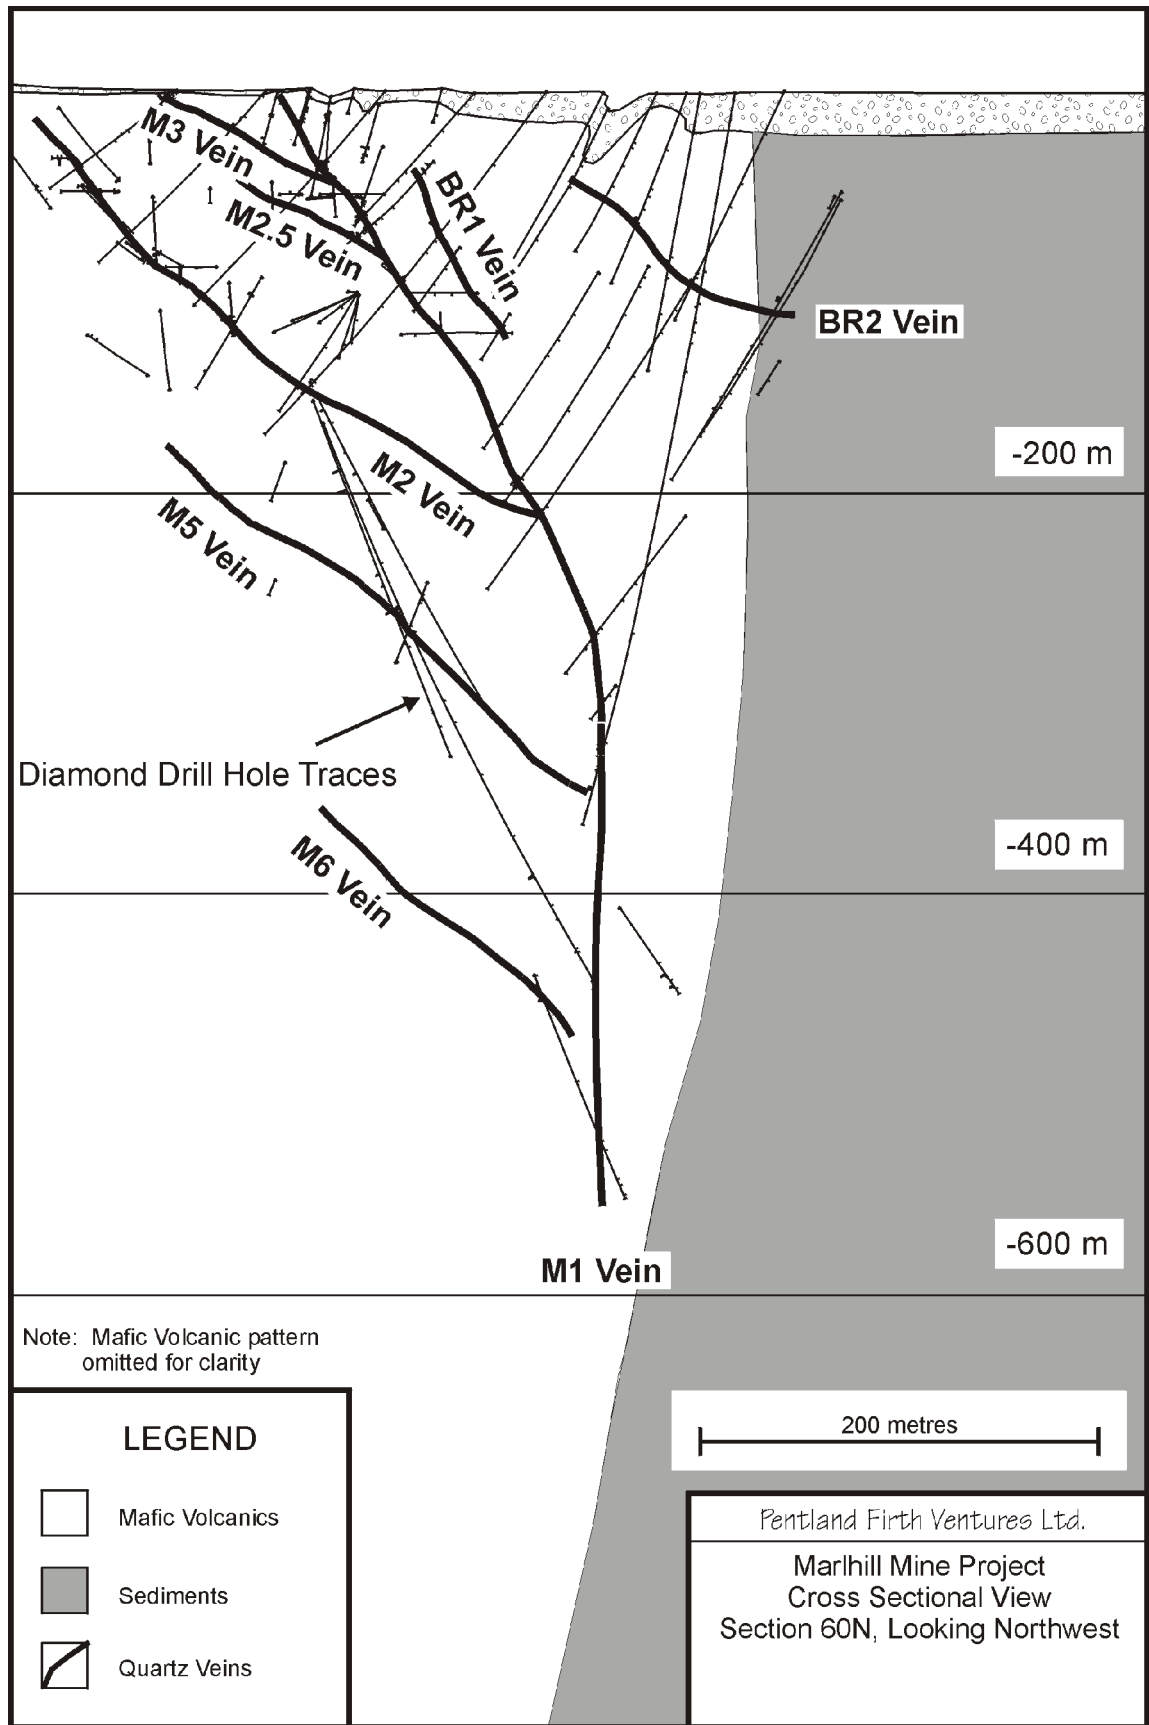 M3 Vein
M2.5 Vein
BR1 Vein
BR2 Vein
-200 m
M2 Vein
M5 Vein
Diamond Drill Hole Traces
-400 m
M6 Vein
-600 m
M1 Vein
Note: Mafic Volcanic pattern
omitted for clarity
LEGEND
Mafic Volcanics
Sediments
Quartz Veins
200 metres
Pentland Firth Ventures Ltd.
Marlhill Mine Project
Cross Sectional View
Section 60N, Looking Northwest